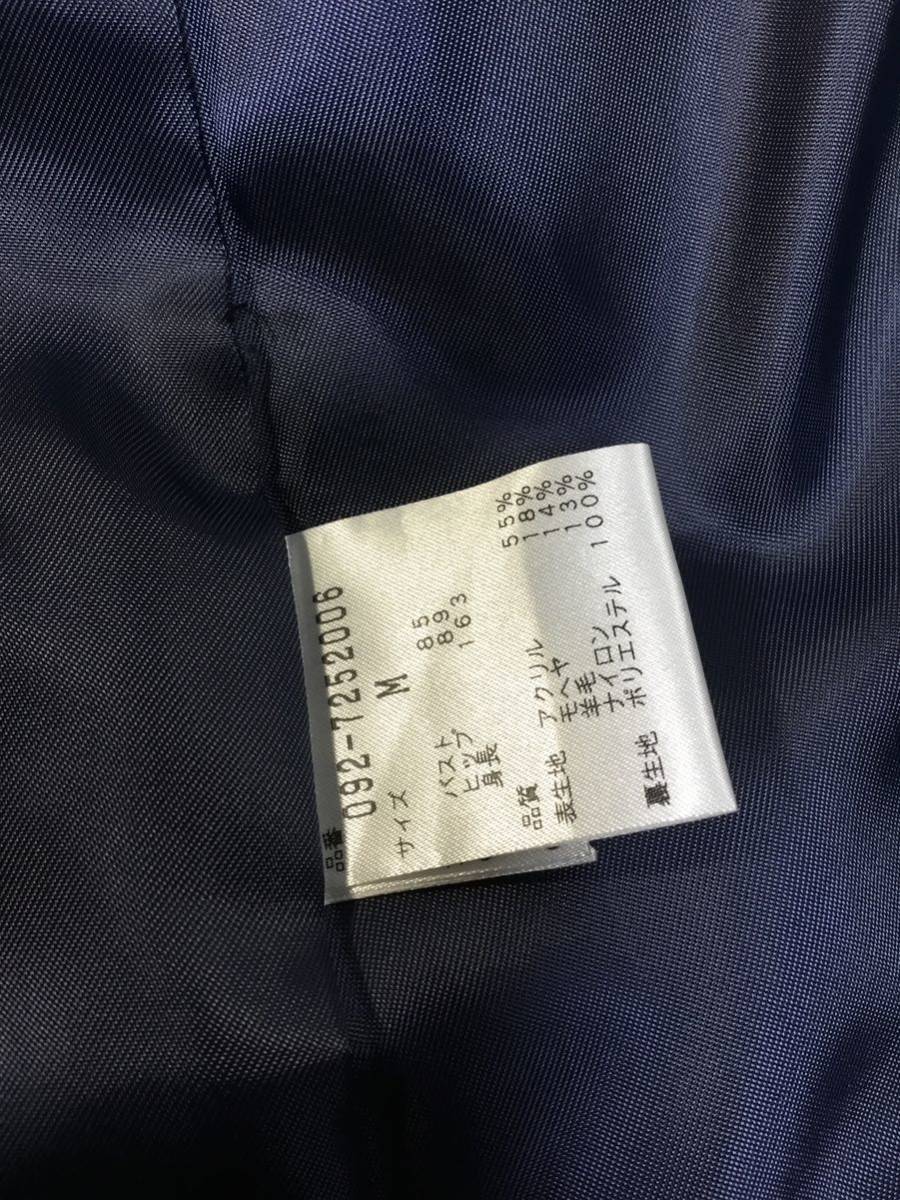 品番 092-7252006
サイズ M
バスト 85
ヒップ 89
身長 163
品質
表生地 アクリル 55%
モヘヤ 18%
羊毛 14%
ナイロン 13%
裏生地 ポリエステル 100%